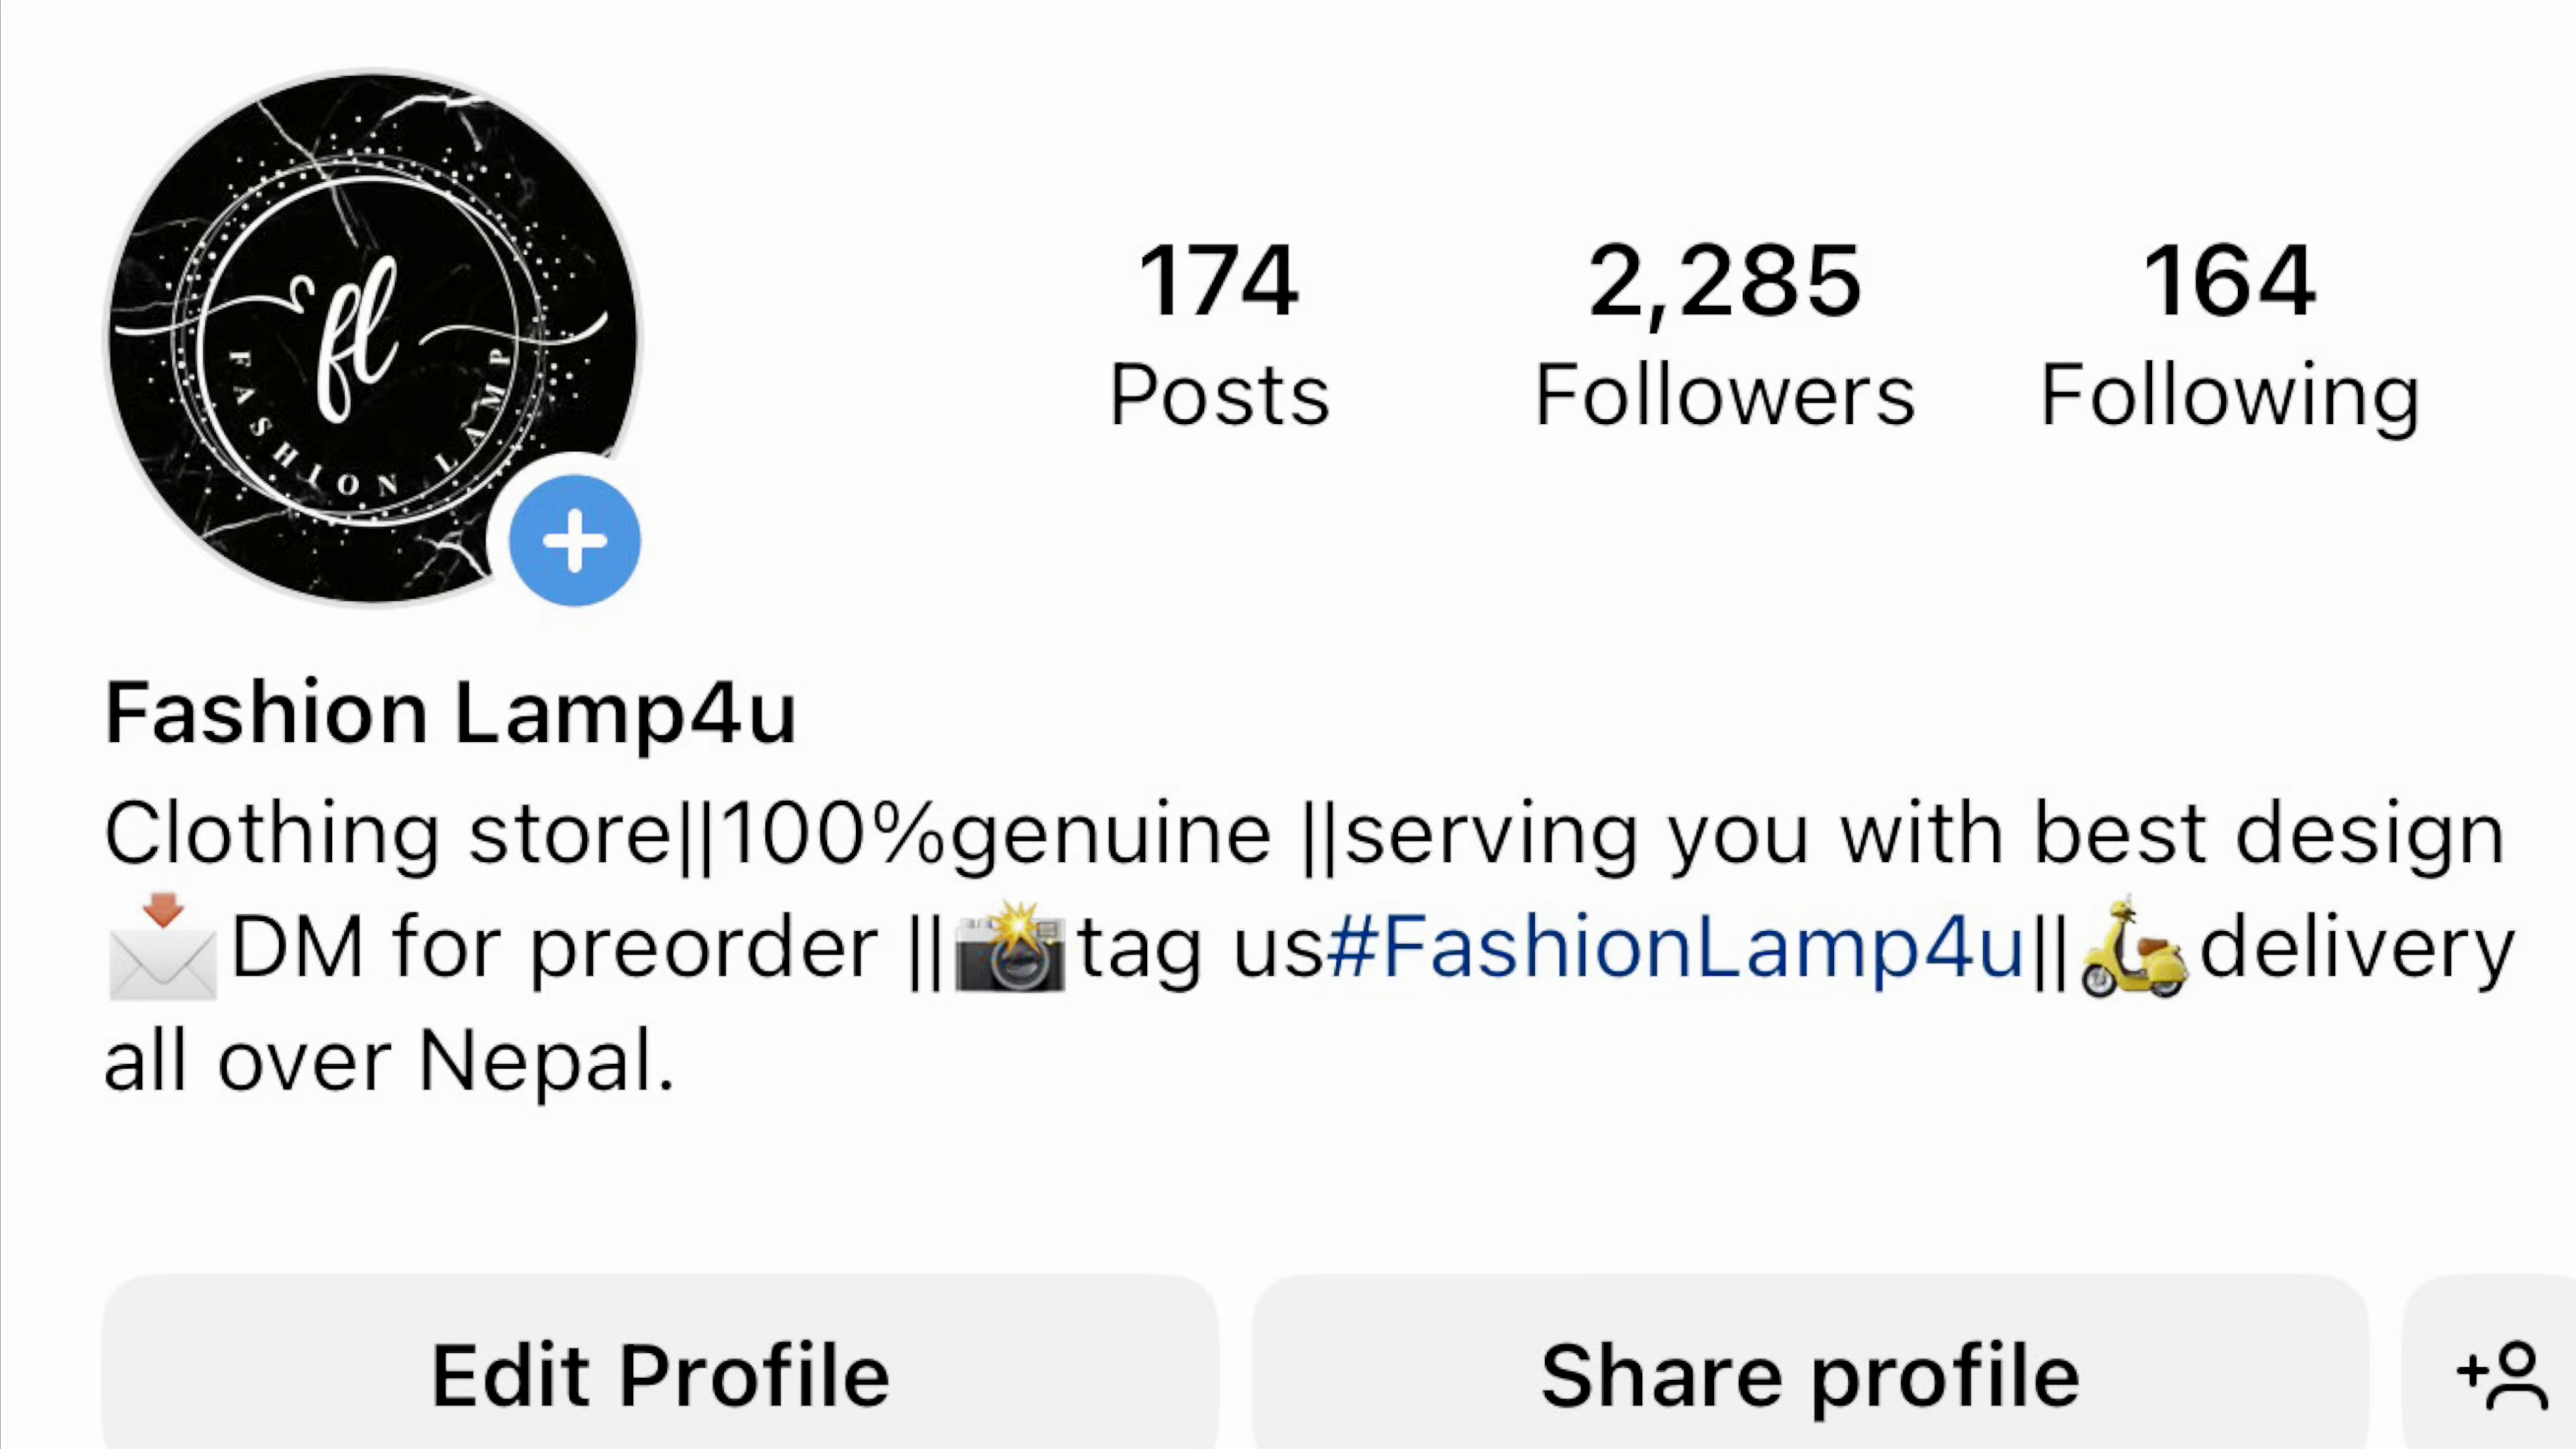 fl
FASHION LAMP
174 2,285 164
Posts Followers Following
Fashion Lamp4u
Clothing store||100%genuine ||serving you with best design
📩DM for preorder ||📸tag us#FashionLamp4u||🛵delivery
all over Nepal.
Edit Profile Share profile